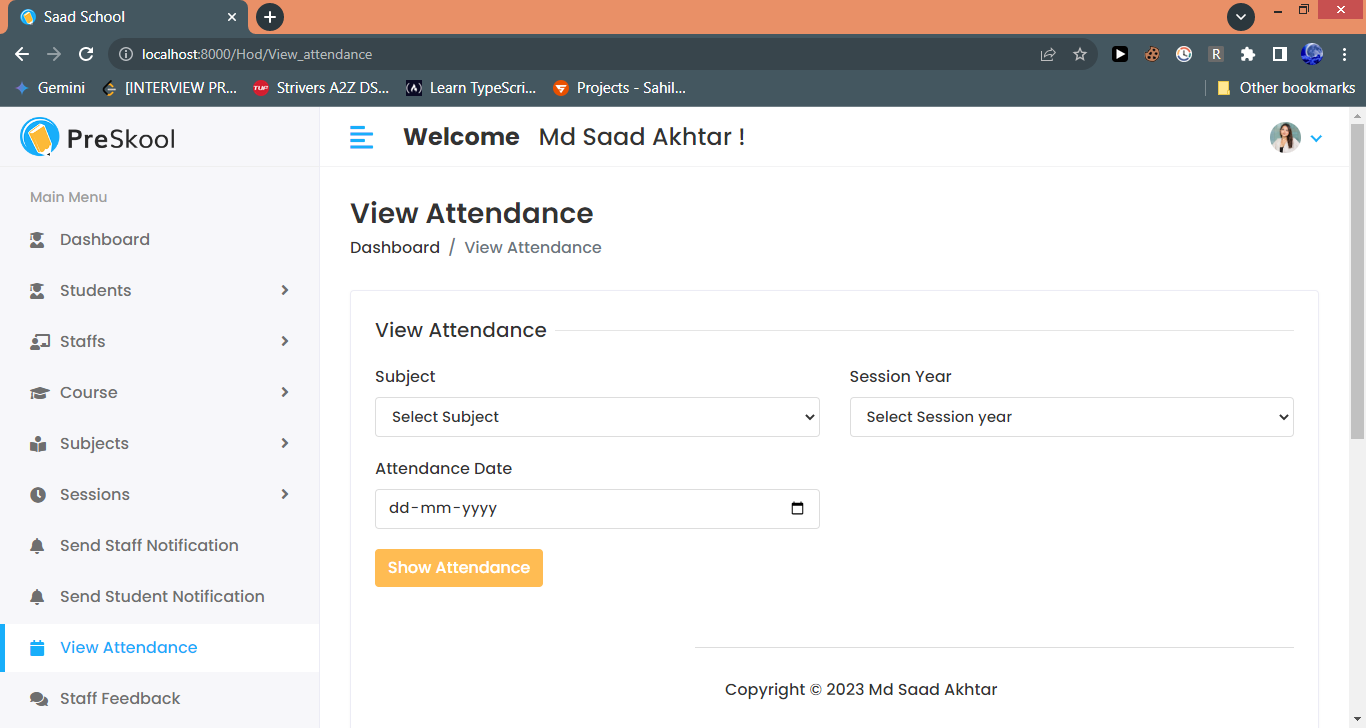 Saad School
localhost:8000/Hod/View_attendance
R
Gemini [INTERVIEW PR... TUF Strivers A2Z DS... Learn TypeScri... Projects - Sahil... Other bookmarks
PreSkool
Welcome Md Saad Akhtar !
Main Menu
Dashboard
Students
Staffs
Course
Subjects
Sessions
Send Staff Notification
Send Student Notification
View Attendance
Staff Feedback
View Attendance
Dashboard / View Attendance
View Attendance
Subject Session Year
Select Subject Select Session year
Attendance Date
dd-mm-yyyy
Show Attendance
Copyright © 2023 Md Saad Akhtar